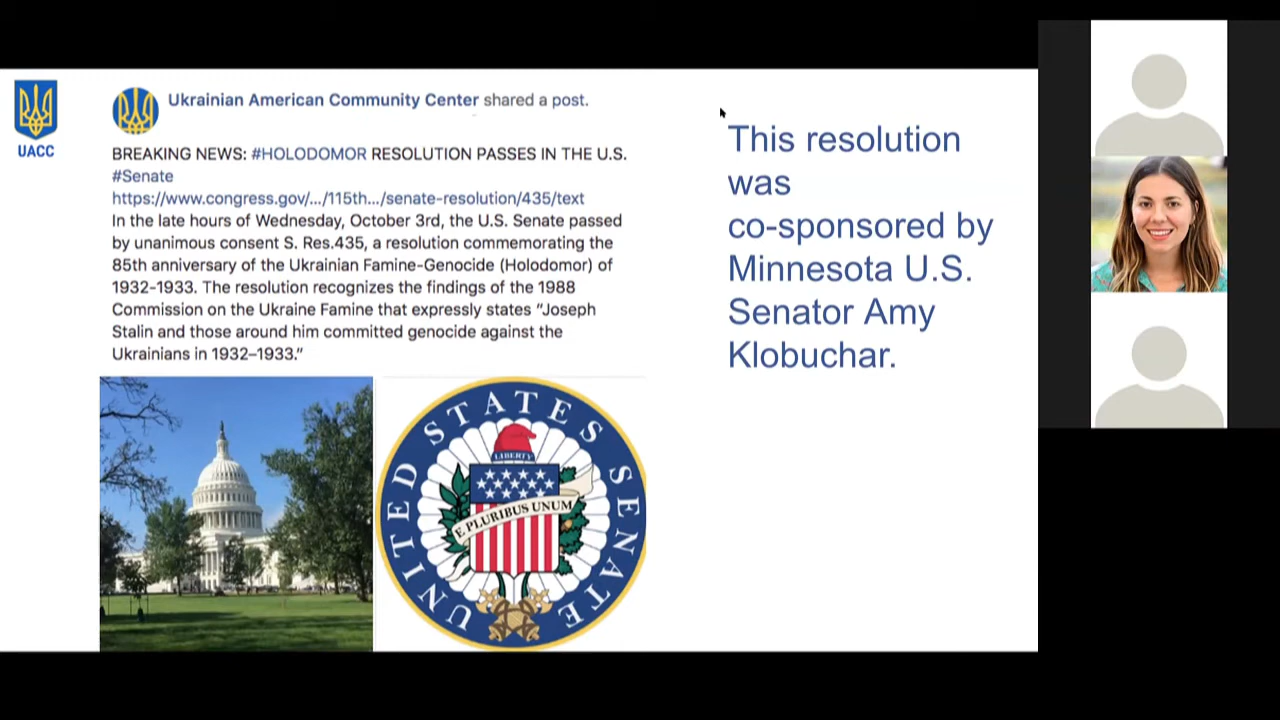 UACC
Ukrainian American Community Center shared a post.
BREAKING NEWS: #HOLODOMOR RESOLUTION PASSES IN THE U.S.
#Senate
https://www.congress.gov/.../115th.../senate-resolution/435/text
In the late hours of Wednesday, October 3rd, the U.S. Senate passed
by unanimous consent S. Res.435, a resolution commemorating the
85th anniversary of the Ukrainian Famine-Genocide (Holodomor) of
1932-1933. The resolution recognizes the findings of the 1988
Commission on the Ukraine Famine that expressly states “Joseph
Stalin and those around him committed genocide against the
Ukrainians in 1932–1933.”
UNITED STATES SENATE
LIBERTY
E PLURIBUS UNUM
This resolution
was
co-sponsored by
Minnesota U.S.
Senator Amy
Klobuchar.